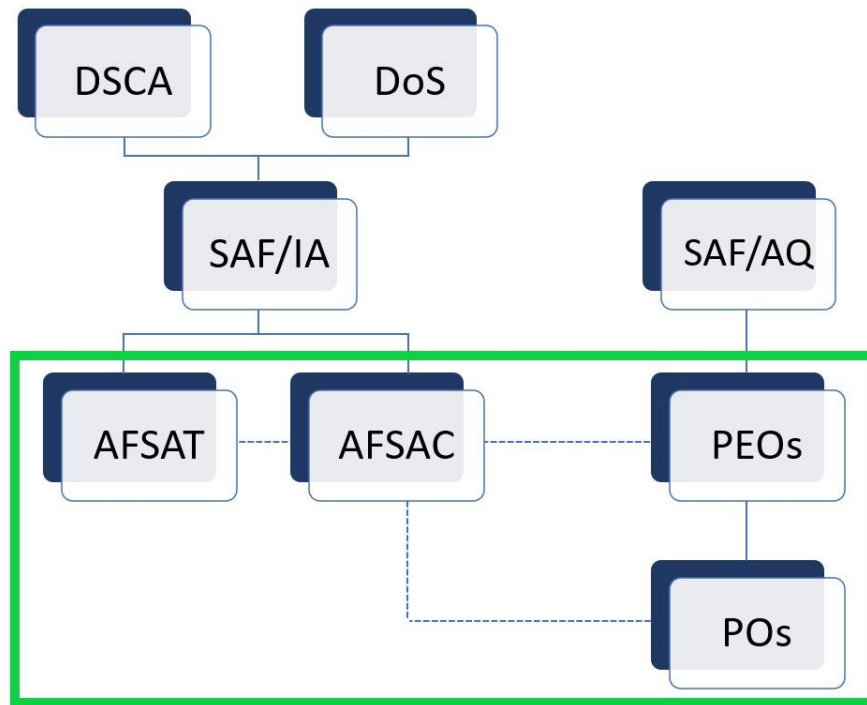 DSCA
DoS
SAF/IA
SAF/AQ
AFSAT
AFSAC
PEOs
POs